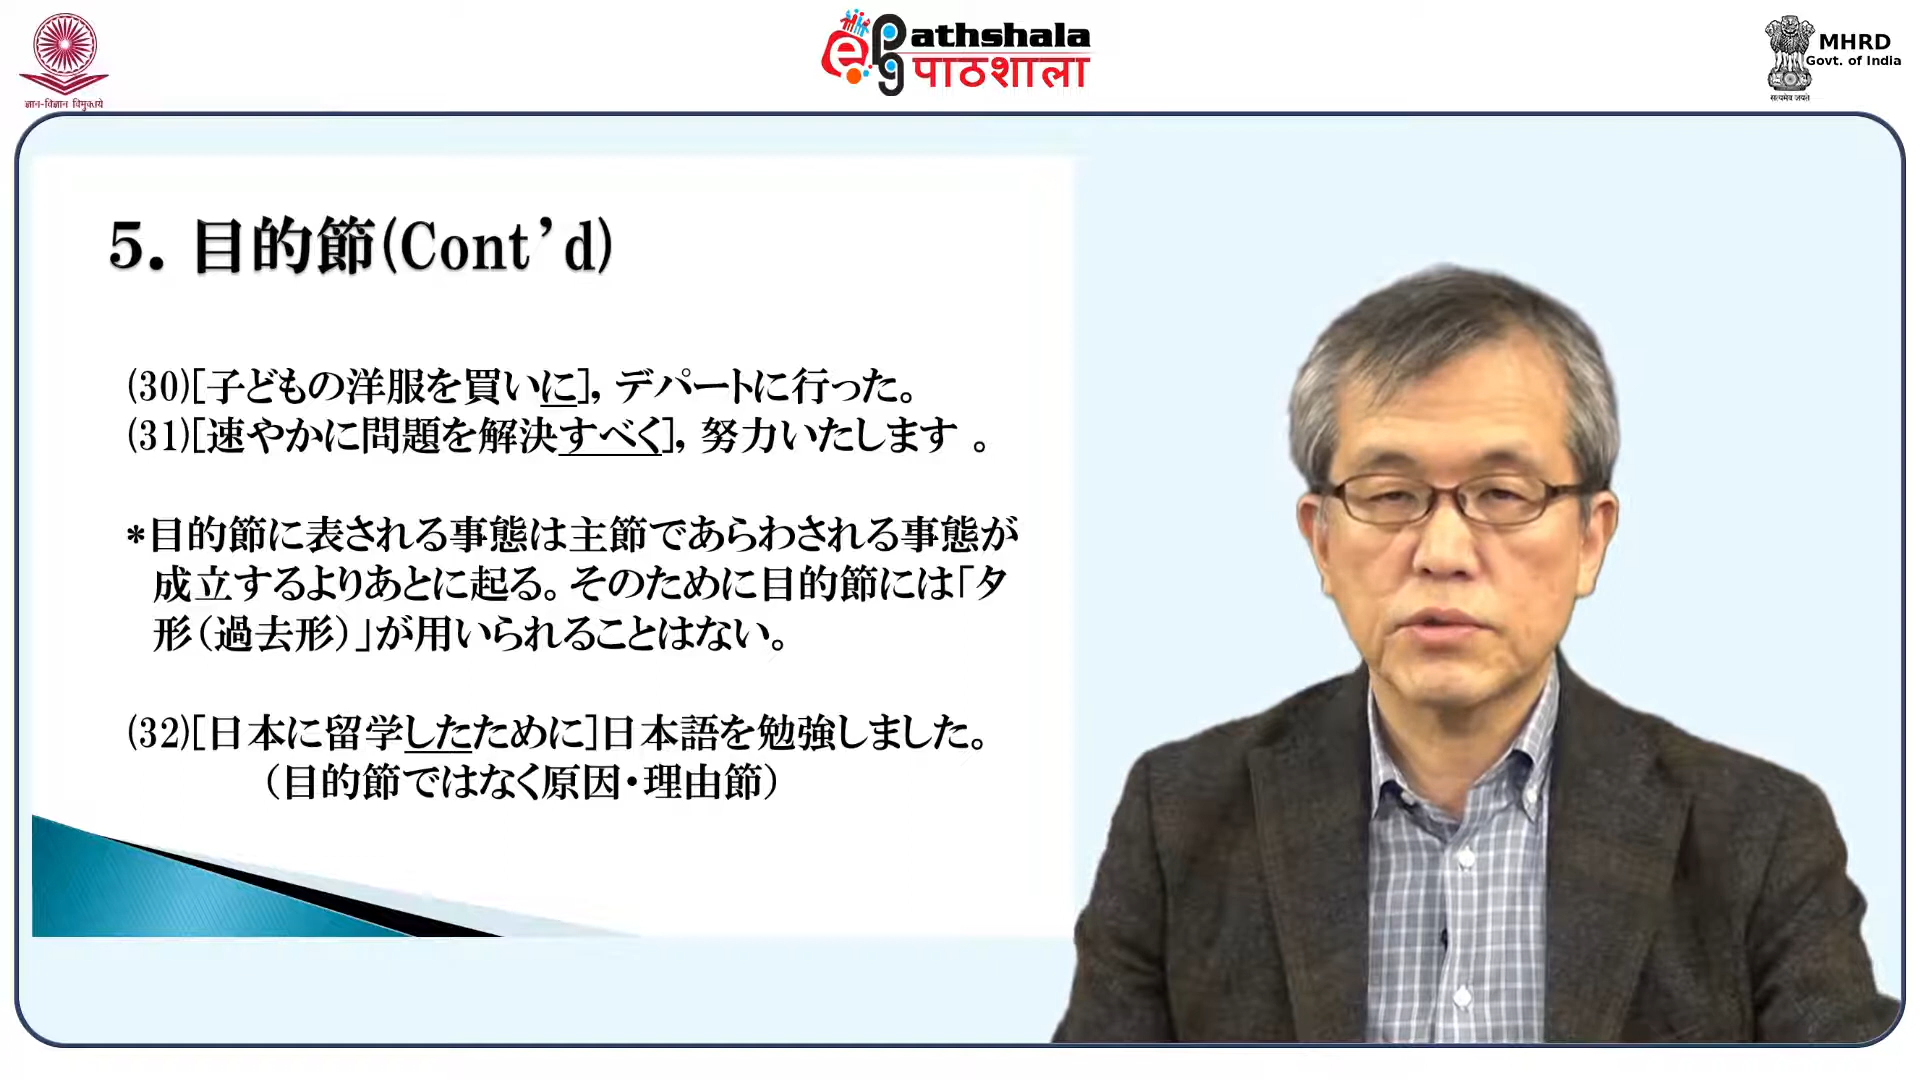 ज्ञान-विज्ञान विमुक्तये
ePathshala
पाठशाला
MHRD
Govt. of India
सत्यमेव जयते
5. 目的節(Cont’d)
(30)[子どもの洋服を買いに], デパートに行った。
(31)[速やかに問題を解決すべく], 努力いたします 。
*目的節に表される事態は主節であらわされる事態が
成立するよりあとに起る。そのために目的節には「タ
形（過去形）」が用いられることはない。
(32)[日本に留学したために]日本語を勉強しました。
（目的節ではなく原因・理由節）